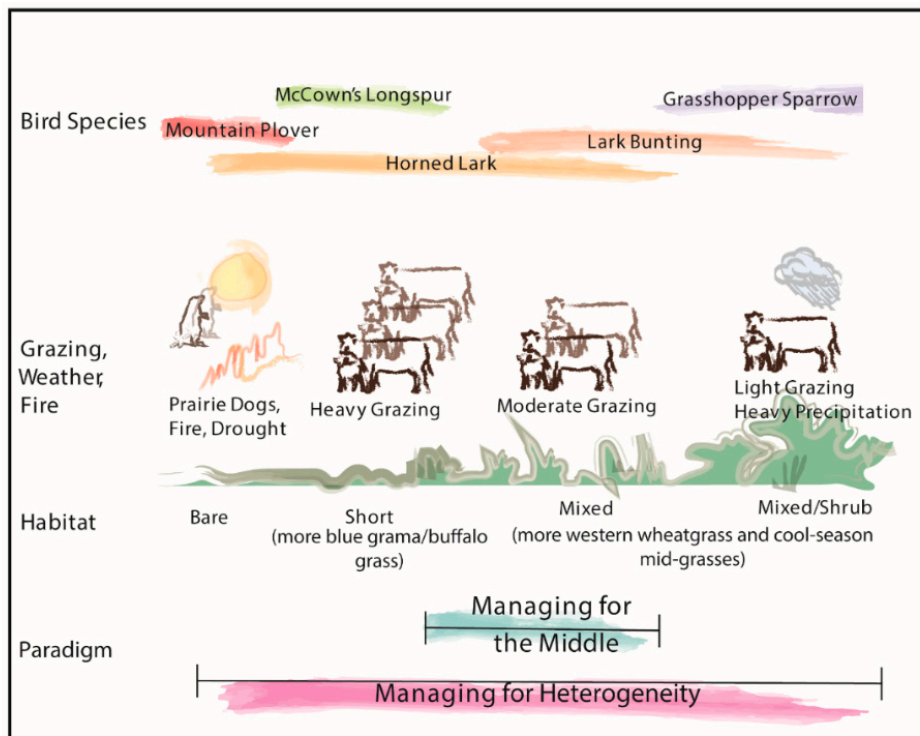 McCown's Longspur
Grasshopper Sparrow
Bird Species
Mountain Plover
Lark Bunting
Horned Lark
Grazing,
Weather,
Fire
Prairie Dogs,
Fire, Drought
Heavy Grazing
Moderate Grazing
Light Grazing
Heavy Precipitation
Habitat
Bare
Short
(more blue grama/buffalo
grass)
Mixed
Mixed/Shrub
(more western wheatgrass and cool-season
mid-grasses)
Paradigm
Managing for
the Middle
Managing for Heterogeneity